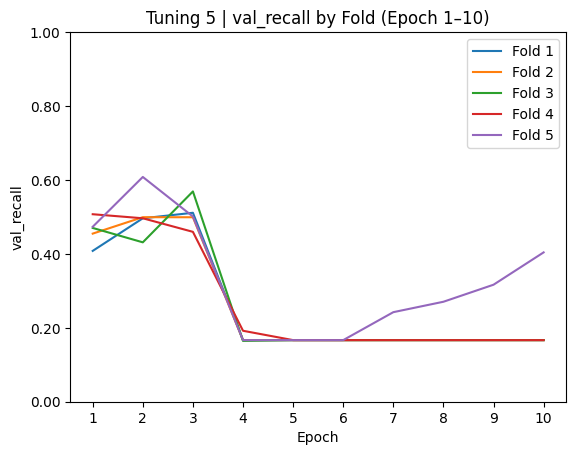 Tuning 5 | val_recall by Fold (Epoch 1–10)
1.00
0.80
0.60
0.40
0.20
0.00
val_recall
1 2 3 4 5 6 7 8 9 10
Epoch
Fold 1
Fold 2
Fold 3
Fold 4
Fold 5